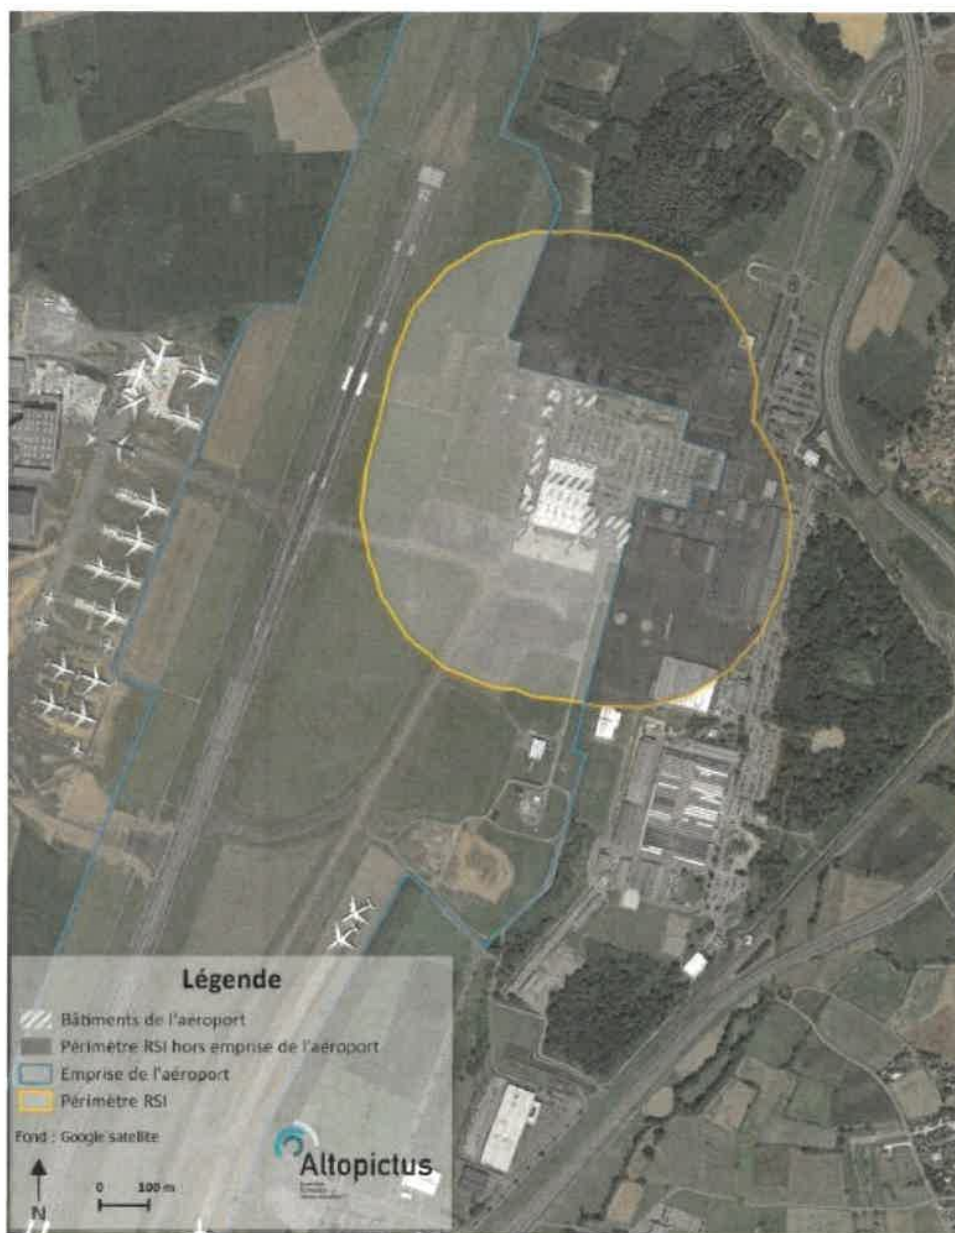 Légende
Bâtiments de l'aéroport
Périmètre RSI hors emprise de l'aéroport
Emprise de l'aéroport
Périmètre RSI
Fond : Google satellite
Altopictus
0 100 m
N